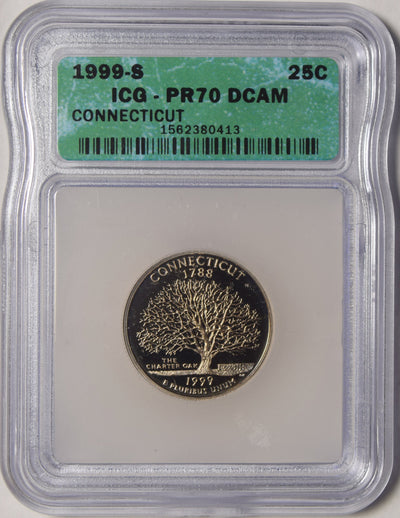 1999-S 25C
ICG - PR70 DCAM
CONNECTICUT
1562380413
CONNECTICUT
1788
THE
CHARTER OAK
1999
E PLURIBUS UNUM